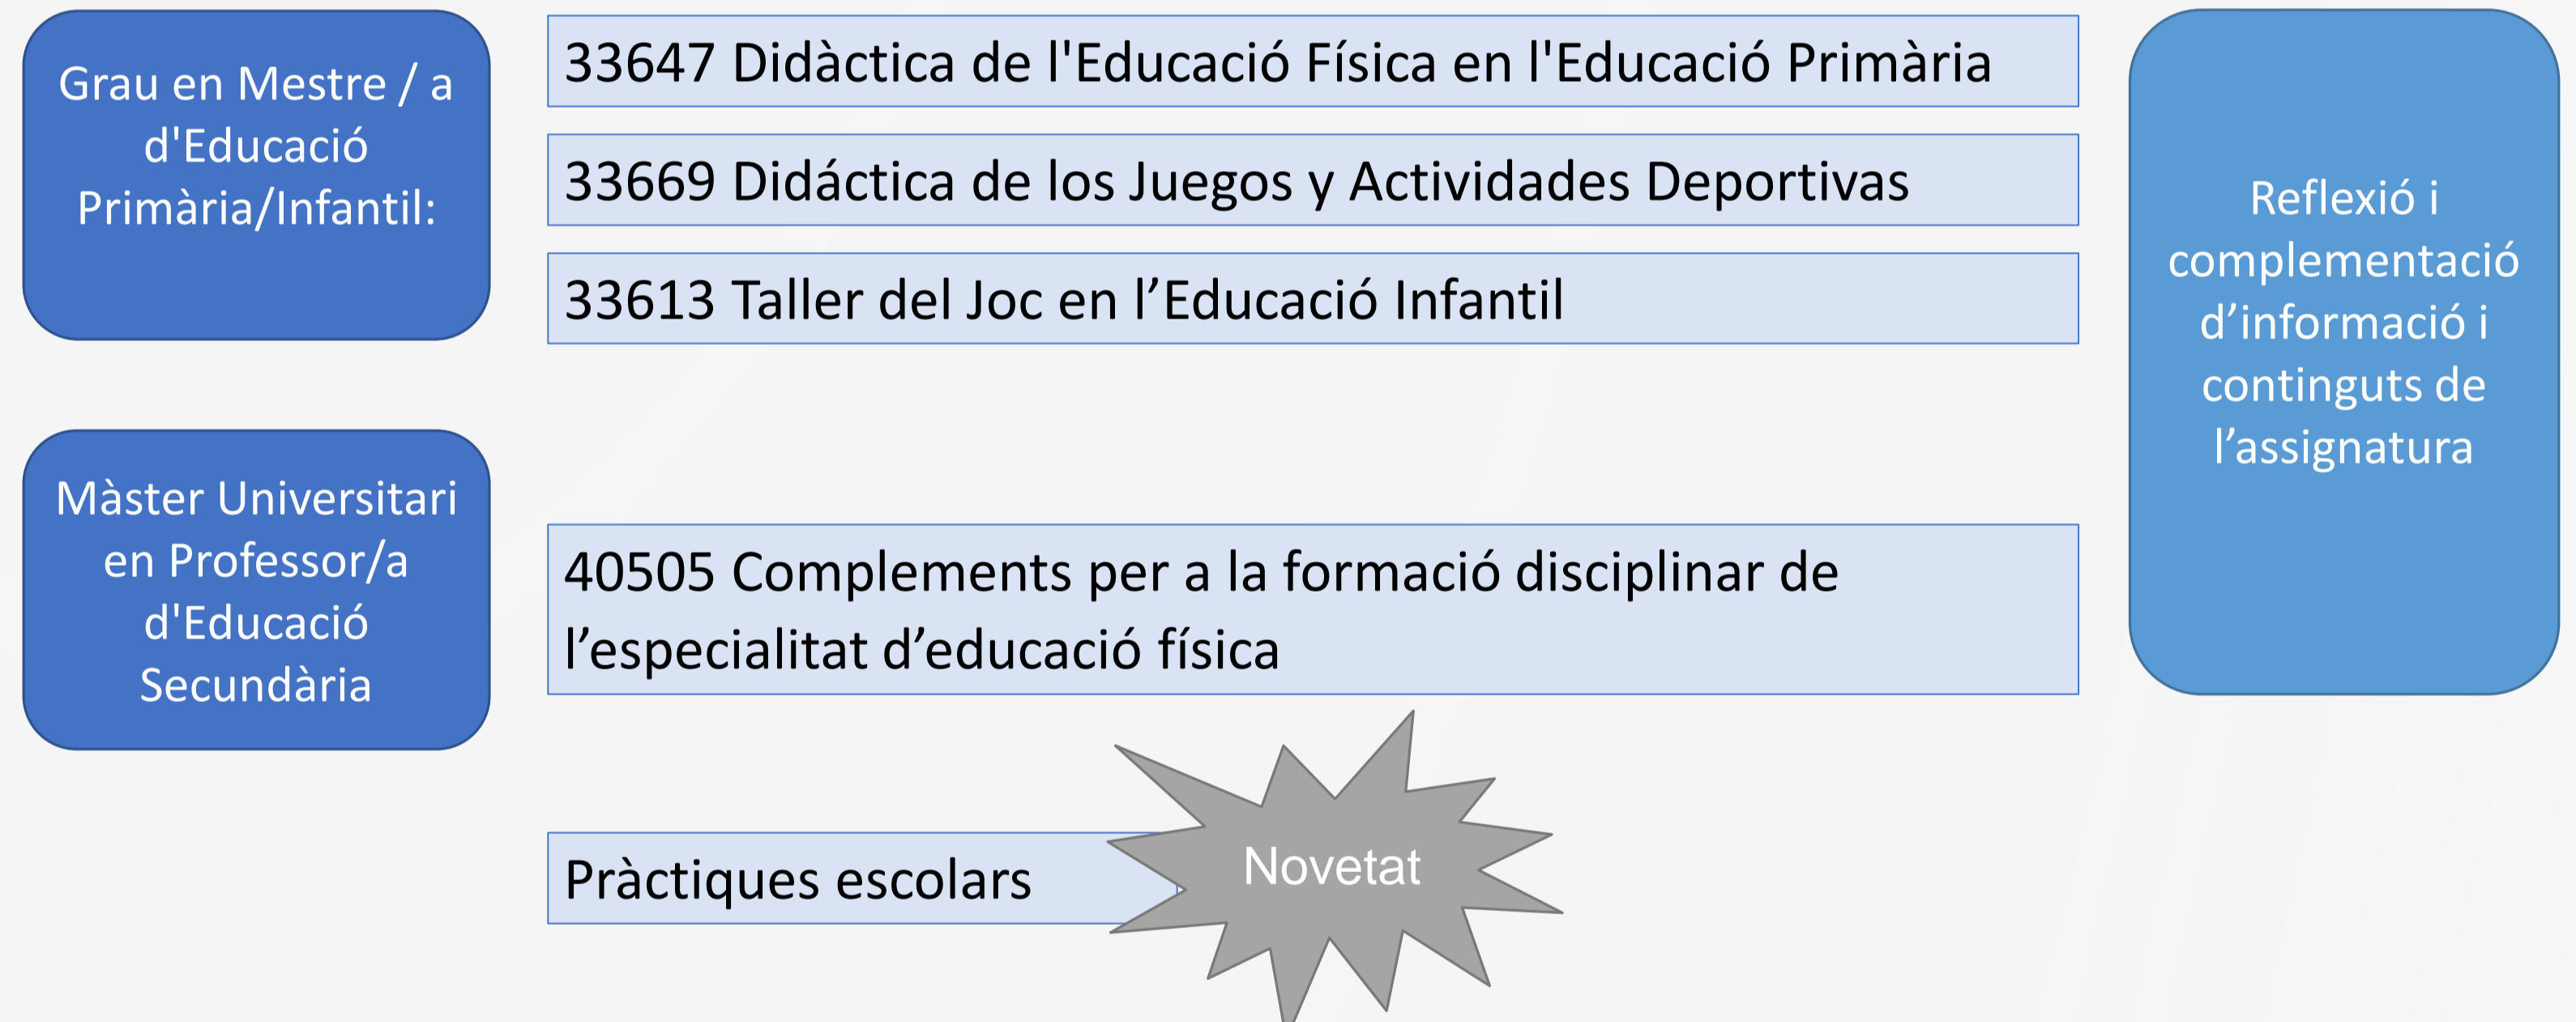 Grau en Mestre / a
d'Educació
Primària/Infantil:
33647 Didàctica de l'Educació Física en l'Educació Primària
33669 Didáctica de los Juegos y Actividades Deportivas
33613 Taller del Joc en l’Educació Infantil
Màster Universitari
en Professor/a
d'Educació
Secundària
40505 Complements per a la formació disciplinar de
l’especialitat d’educació física
Pràctiques escolars
Novetat
Reflexió i
complementació
d’informació i
continguts de
l’assignatura